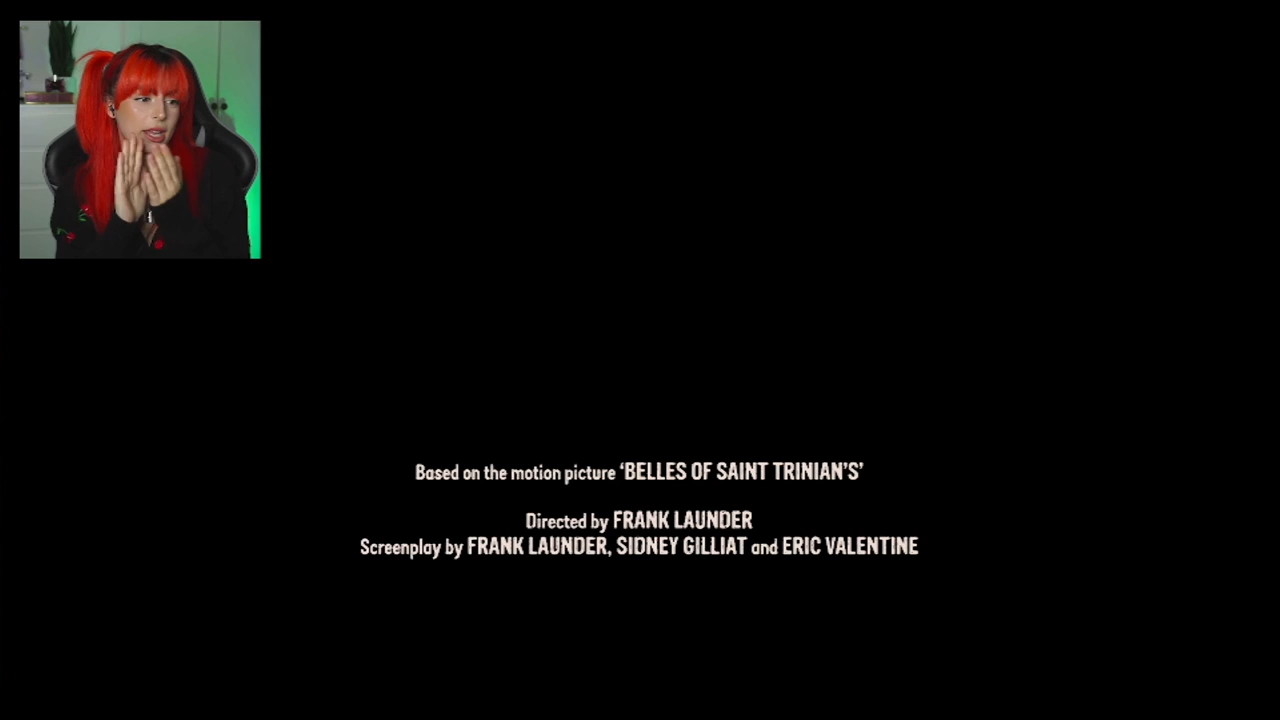 Based on the motion picture ‘BELLES OF SAINT TRINIAN’S’
Directed by FRANK LAUNDER
Screenplay by FRANK LAUNDER, SIDNEY GILLIAT and ERIC VALENTINE